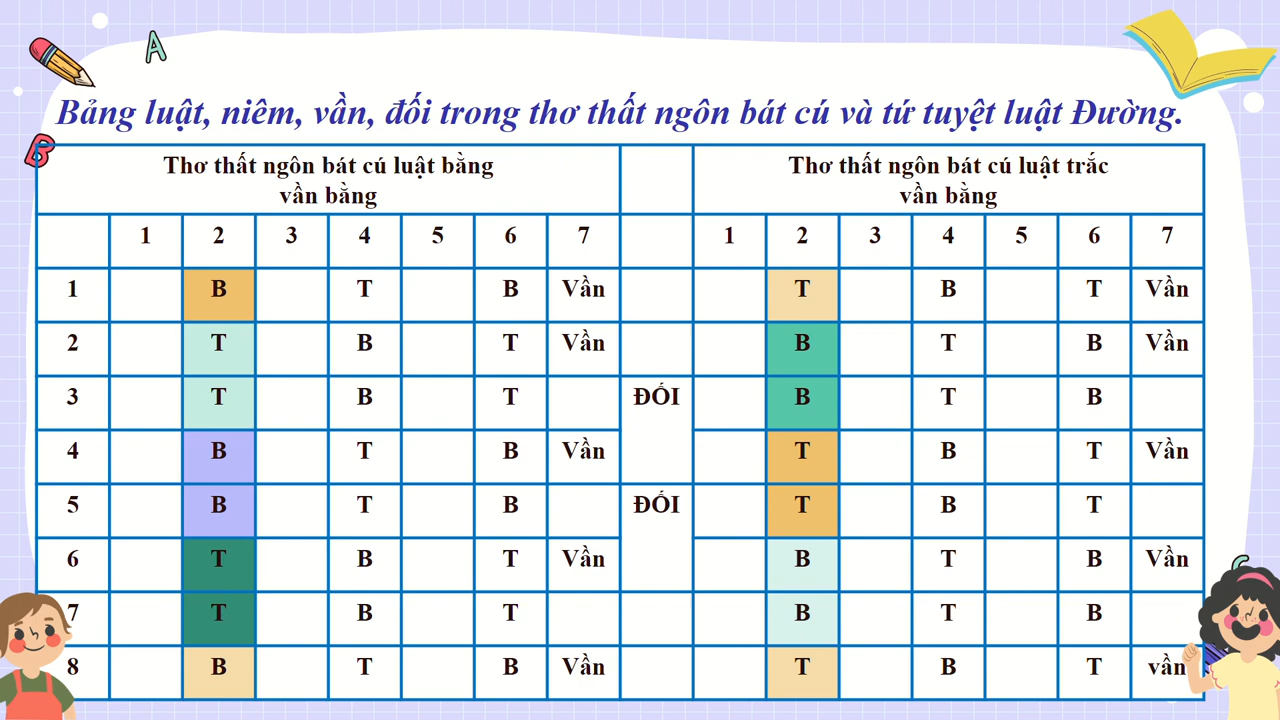 A
Bảng luật, niêm, vần, đối trong thơ thất ngôn bát cú và tứ tuyệt luật Đường.
B
Thơ thất ngôn bát cú luật bằng
vần bằng
Thơ thất ngôn bát cú luật trắc
vần bằng
1 2 3 4 5 6 7 1 2 3 4 5 6 7
1 B T B Vần T B T Vần
2 T B T Vần B T B Vần
3 T B T ĐỐI B T B
4 B T B Vần T B T Vần
5 B T B ĐỐI T B T
6 T B T Vần B T B Vần
7 T B T B T B
8 B T B Vần T B T vần